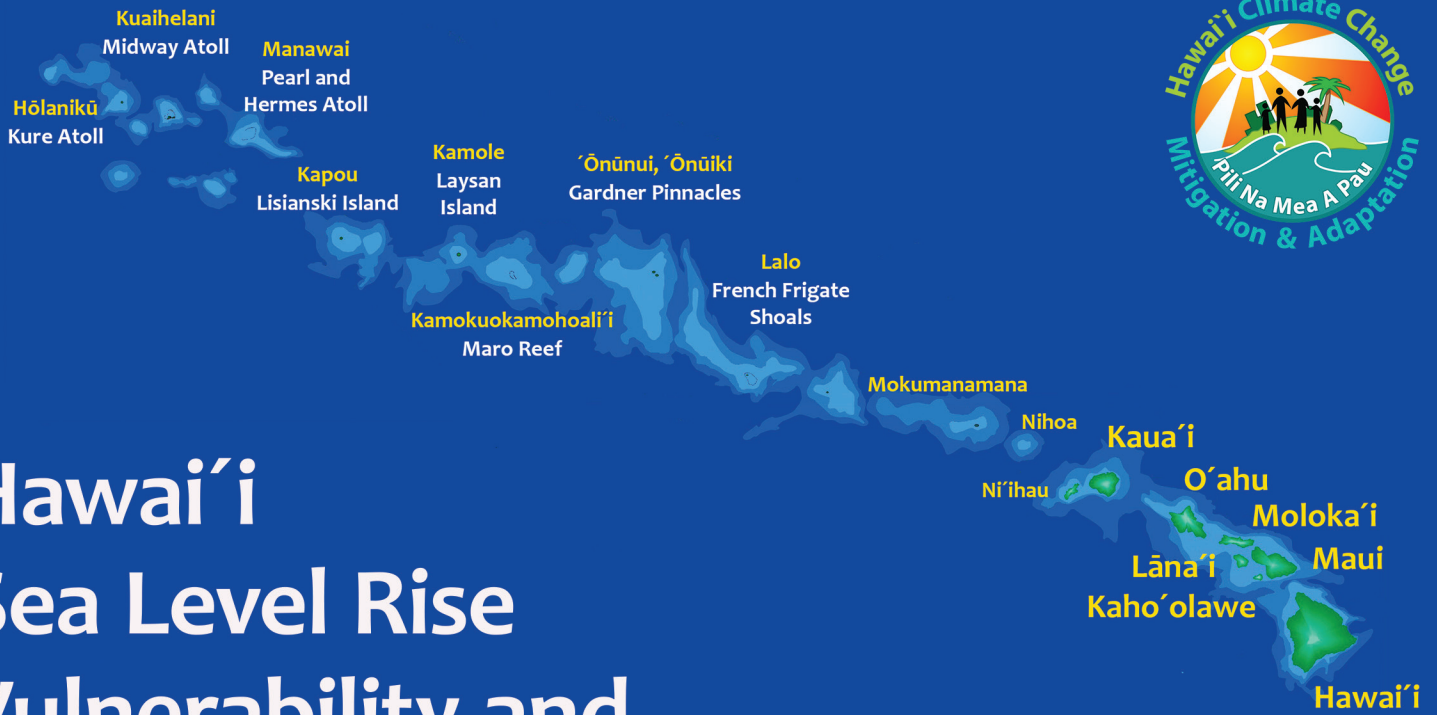 Kuaihelani
Midway Atoll
Manawai
Pearl and
Hermes Atoll
Hōlanikū
Kure Atoll
Kapou
Lisianski Island
Kamole
Laysan
Island
´Ōnūnui, ´Ōnūiki
Gardner Pinnacles
Kamokuokamohoali´i
Maro Reef
Lalo
French Frigate
Shoals
Mokumanamana
Nihoa
Ni´ihau
Kaua´i
O´ahu
Moloka´i
Lāna´i
Maui
Kaho´olawe
Hawai´i
Hawai`i Climate Change
Mitigation & Adaptation
Pili Na Mea A Pau
Hawai´i
Sea Level Rise
Vulnerability and